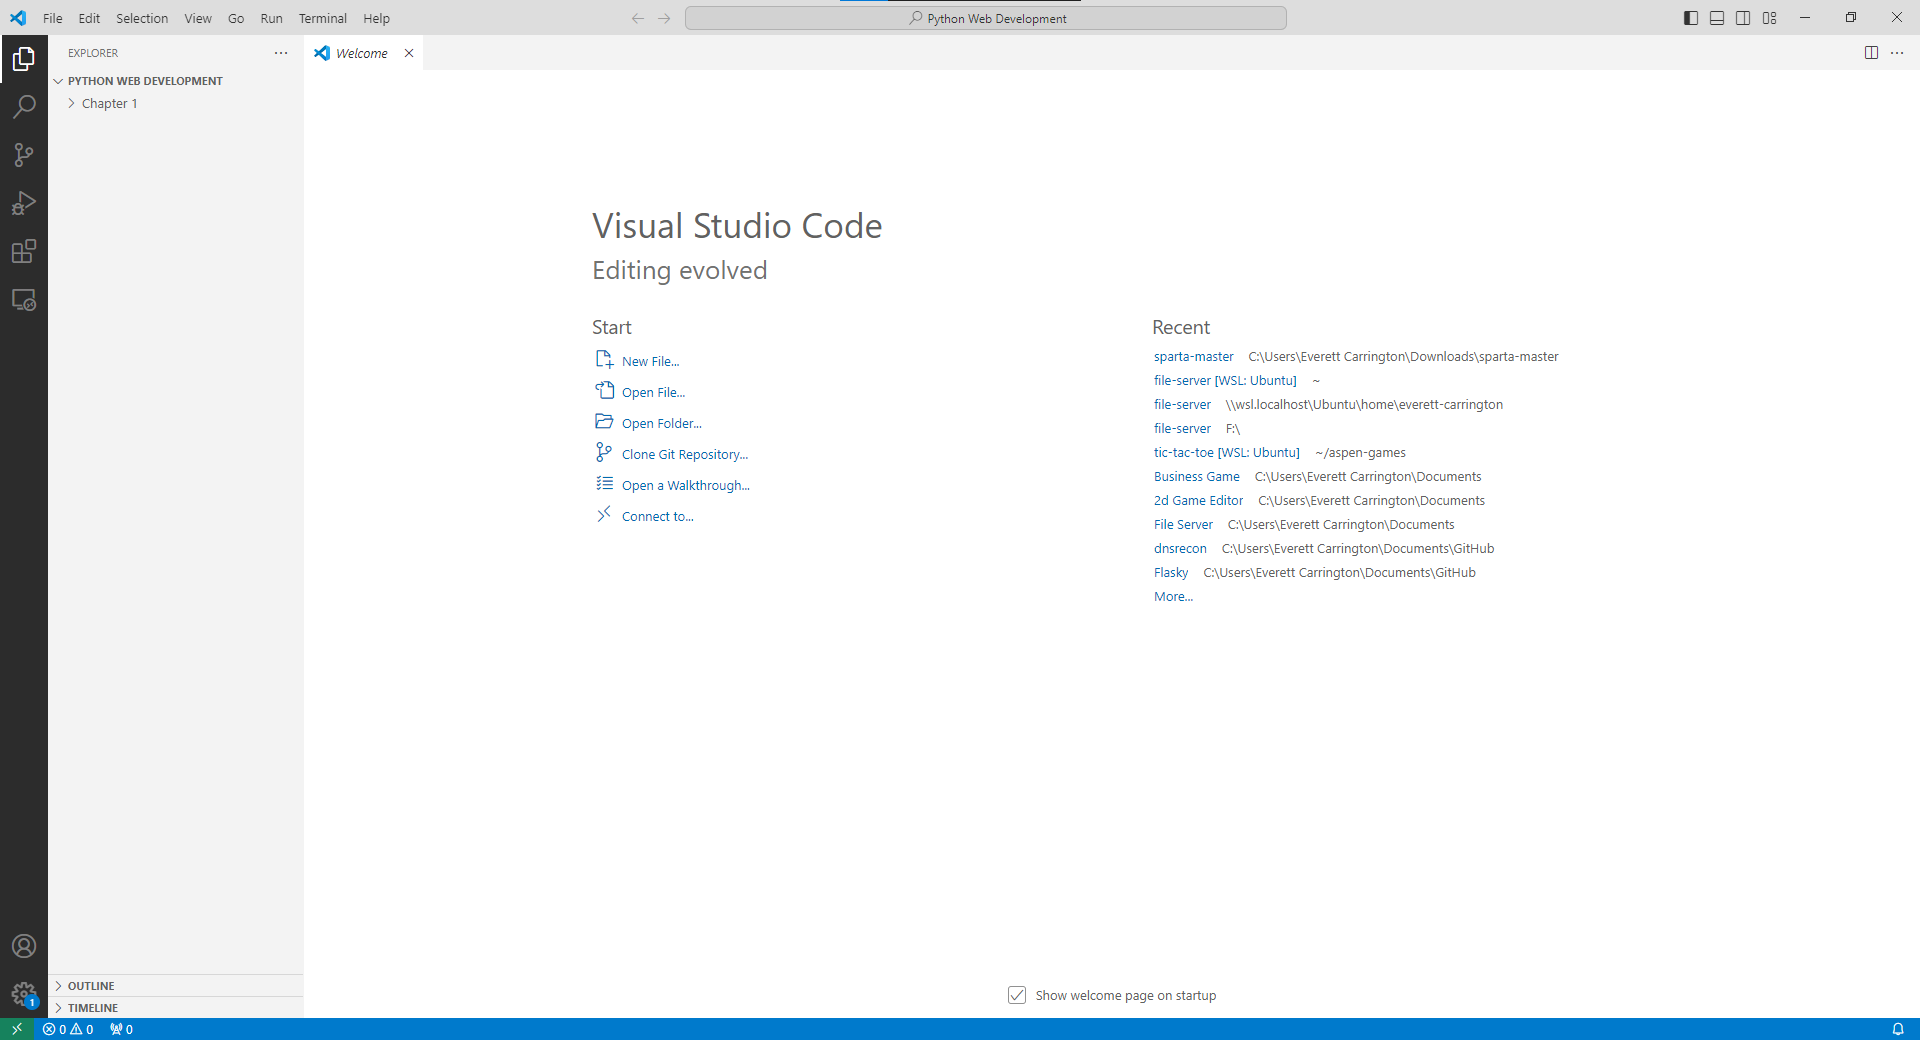 File Edit Selection View Go Run Terminal Help
Python Web Development
EXPLORER
PYTHON WEB DEVELOPMENT
Chapter 1
OUTLINE
TIMELINE
Welcome
Visual Studio Code
Editing evolved
Start
New File...
Open File...
Open Folder...
Clone Git Repository...
Open a Walkthrough...
Connect to...
Recent
sparta-master C:\Users\Everett Carrington\Downloads\sparta-master
file-server [WSL: Ubuntu] ~
file-server \\wsl.localhost\Ubuntu\home\everett-carrington
file-server F:\
tic-tac-toe [WSL: Ubuntu] ~/aspen-games
Business Game C:\Users\Everett Carrington\Documents
2d Game Editor C:\Users\Everett Carrington\Documents
File Server C:\Users\Everett Carrington\Documents
dnsrecon C:\Users\Everett Carrington\Documents\GitHub
Flasky C:\Users\Everett Carrington\Documents\GitHub
More...
Show welcome page on startup
1
0 0 0